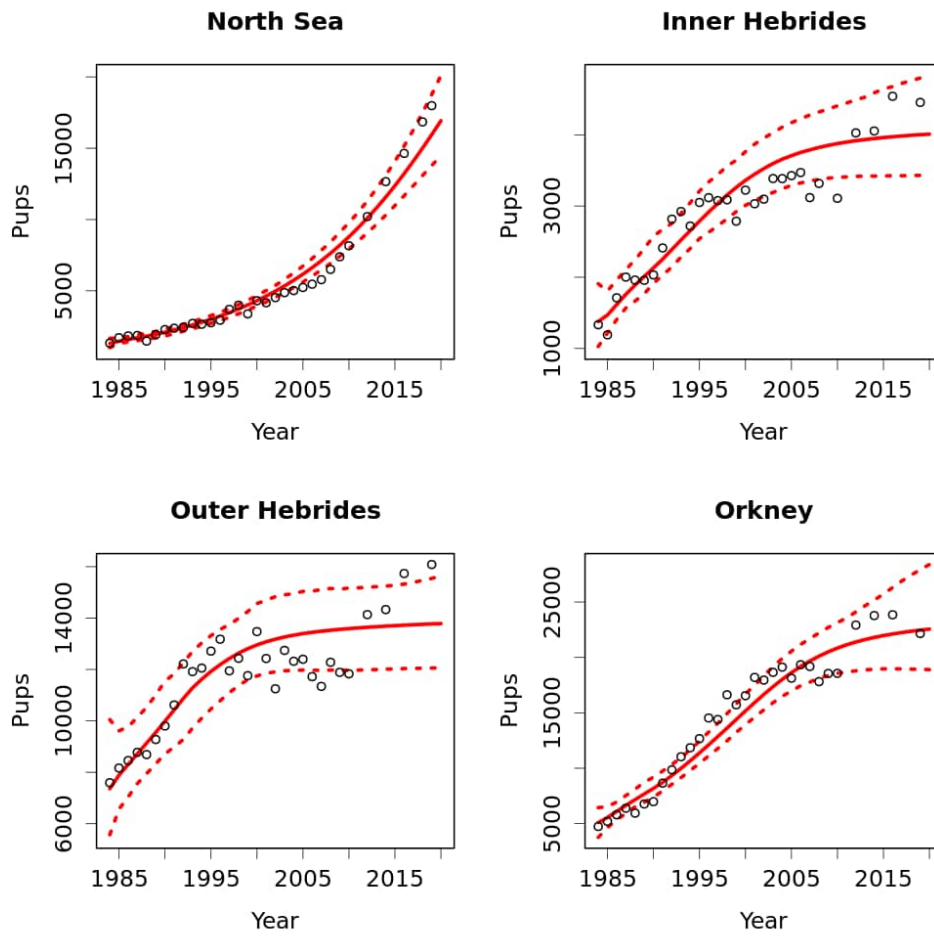 North Sea
Pups
5000 15000
1985 1995 2005 2015
Year
Inner Hebrides
Pups
1000 3000
1985 1995 2005 2015
Year
Outer Hebrides
Pups
6000 10000 14000
1985 1995 2005 2015
Year
Orkney
Pups
5000 15000 25000
1985 1995 2005 2015
Year